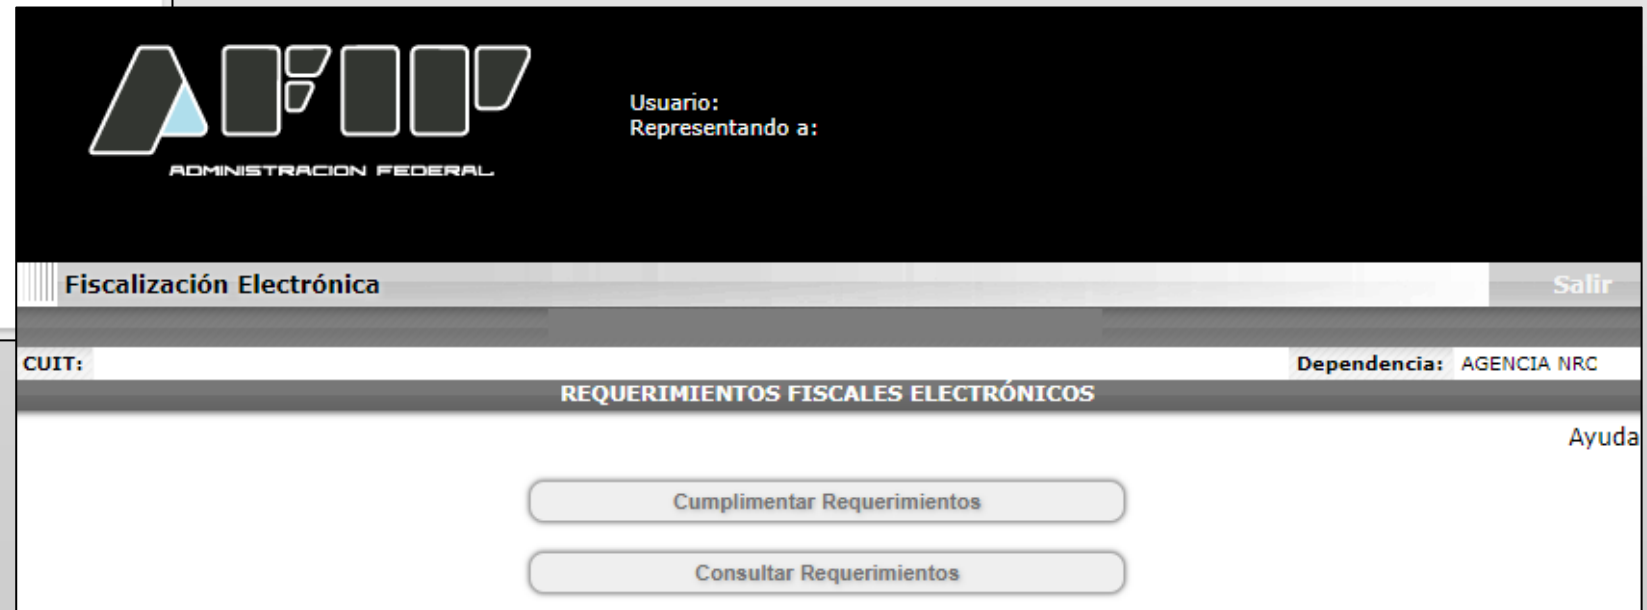 AFIP
ADMINISTRACION FEDERAL
Usuario:
Representando a:
Fiscalización Electrónica
Salir
CUIT:
Dependencia: AGENCIA NRC
REQUERIMIENTOS FISCALES ELECTRÓNICOS
Ayuda
Cumplimentar Requerimientos
Consultar Requerimientos